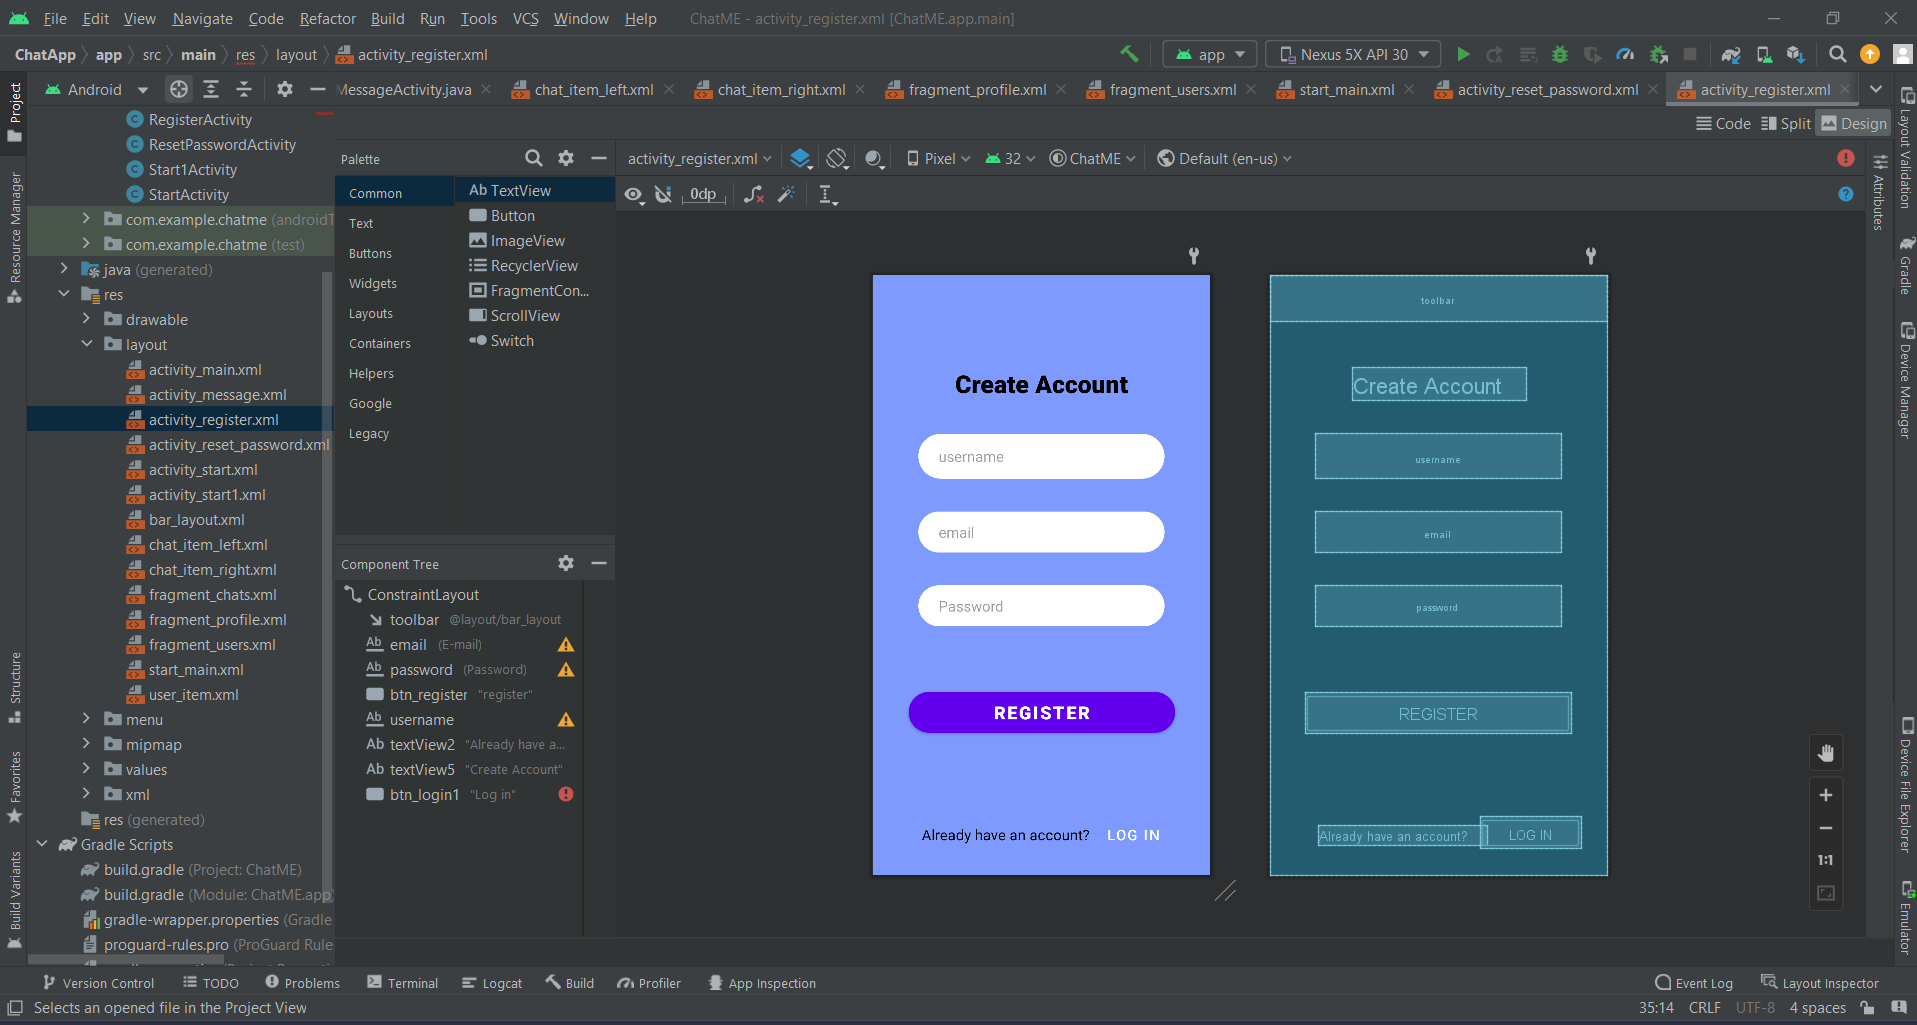 File Edit View Navigate Code Refactor Build Run Tools VCS Window Help ChatME - activity_register.xml [ChatME.app.main]
ChatApp app src main res layout activity_register.xml app Nexus 5X API 30
Android MessageActivity.java chat_item_left.xml chat_item_right.xml fragment_profile.xml fragment_users.xml start_main.xml activity_reset_password.xml activity_register.xml
Code Split Design
Project
Resource Manager
Structure
Favorites
Build Variants
RegisterActivity
ResetPasswordActivity
Start1Activity
StartActivity
com.example.chatme (androidT
com.example.chatme (test)
java (generated)
res
drawable
layout
activity_main.xml
activity_message.xml
activity_register.xml
activity_reset_password.xml
activity_start.xml
activity_start1.xml
bar_layout.xml
chat_item_left.xml
chat_item_right.xml
fragment_chats.xml
fragment_profile.xml
fragment_users.xml
start_main.xml
user_item.xml
menu
mipmap
values
xml
res (generated)
Gradle Scripts
build.gradle (Project: ChatME)
build.gradle (Module: ChatME.app)
gradle-wrapper.properties (Gradle
proguard-rules.pro (ProGuard Rule
Palette
Common
Text
Buttons
Widgets
Layouts
Containers
Helpers
Google
Legacy
Ab TextView
Button
ImageView
RecyclerView
FragmentCon...
ScrollView
Switch
Component Tree
ConstraintLayout
toolbar @layout/bar_layout
Ab email (E-mail)
Ab password (Password)
btn_register "register"
Ab username
Ab textView2 "Already have a...
Ab textView5 "Create Account"
btn_login1 "Log in"
activity_register.xml Pixel 32 ChatME Default (en-us)
0dp
Create Account
username
email
Password
REGISTER
Already have an account? LOG IN
toolbar
Create Account
username
email
password
REGISTER
Already have an account? LOG IN
1:1
Attributes
Layout Validation
Gradle
Device Manager
Device File Explorer
Emulator
Version Control TODO Problems Terminal Logcat Build Profiler App Inspection Event Log Layout Inspector
Selects an opened file in the Project View 35:14 CRLF UTF-8 4 spaces